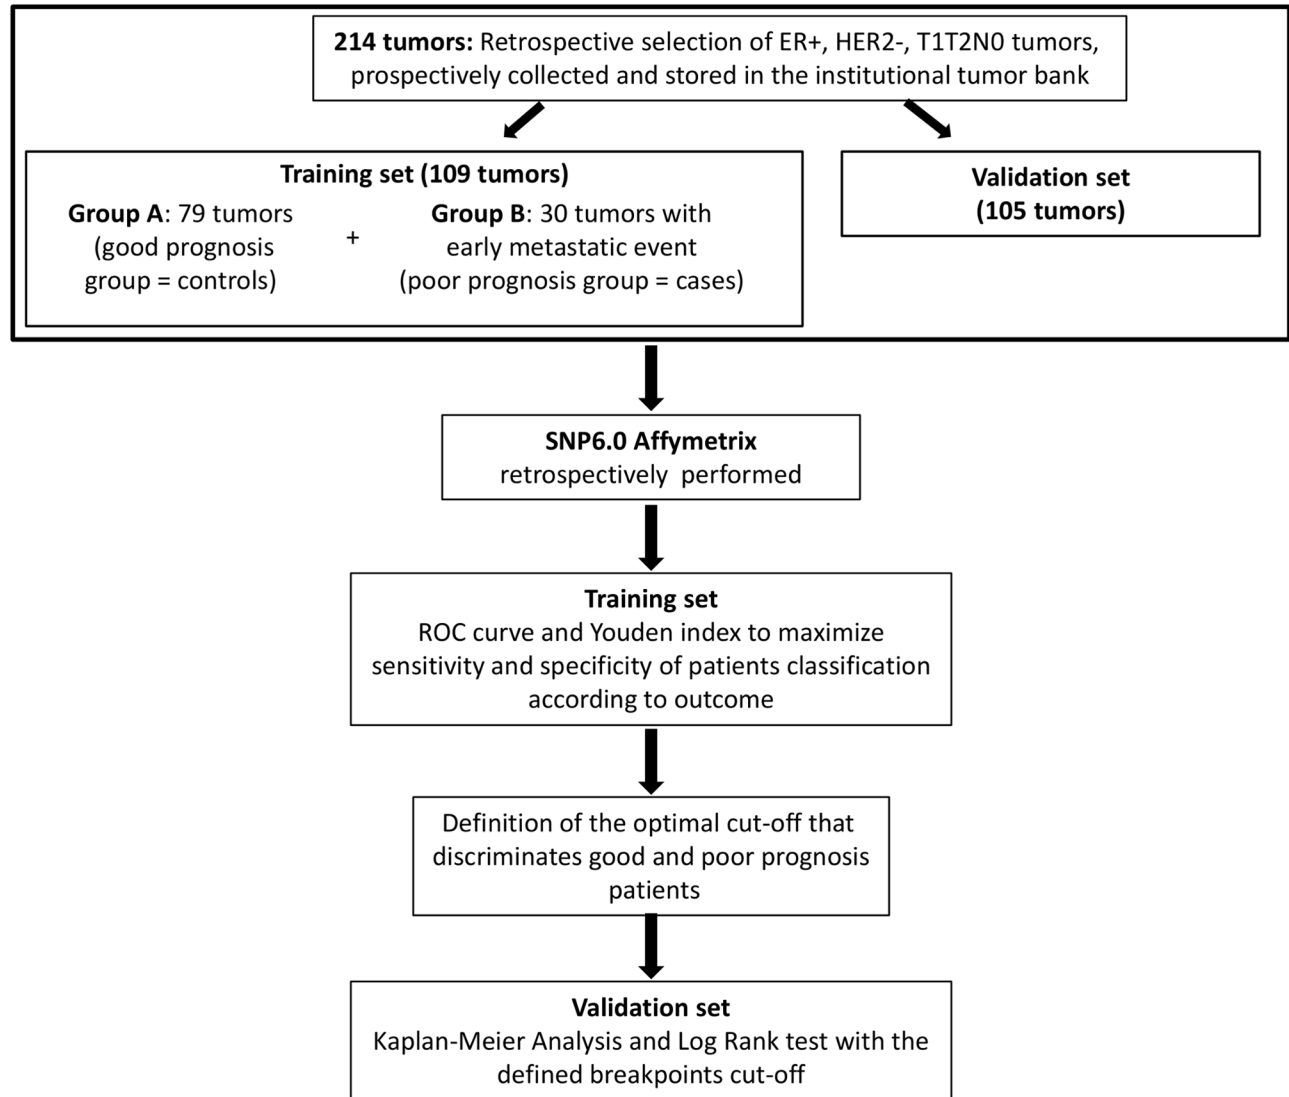 214 tumors: Retrospective selection of ER+, HER2-, T1T2N0 tumors,
prospectively collected and stored in the institutional tumor bank
Training set (109 tumors)
Group A: 79 tumors
(good prognosis
group = controls)
+
Group B: 30 tumors with
early metastatic event
(poor prognosis group = cases)
Validation set
(105 tumors)
SNP6.0 Affymetrix
retrospectively performed
Training set
ROC curve and Youden index to maximize
sensitivity and specificity of patients classification
according to outcome
Definition of the optimal cut-off that
discriminates good and poor prognosis
patients
Validation set
Kaplan-Meier Analysis and Log Rank test with the
defined breakpoints cut-off